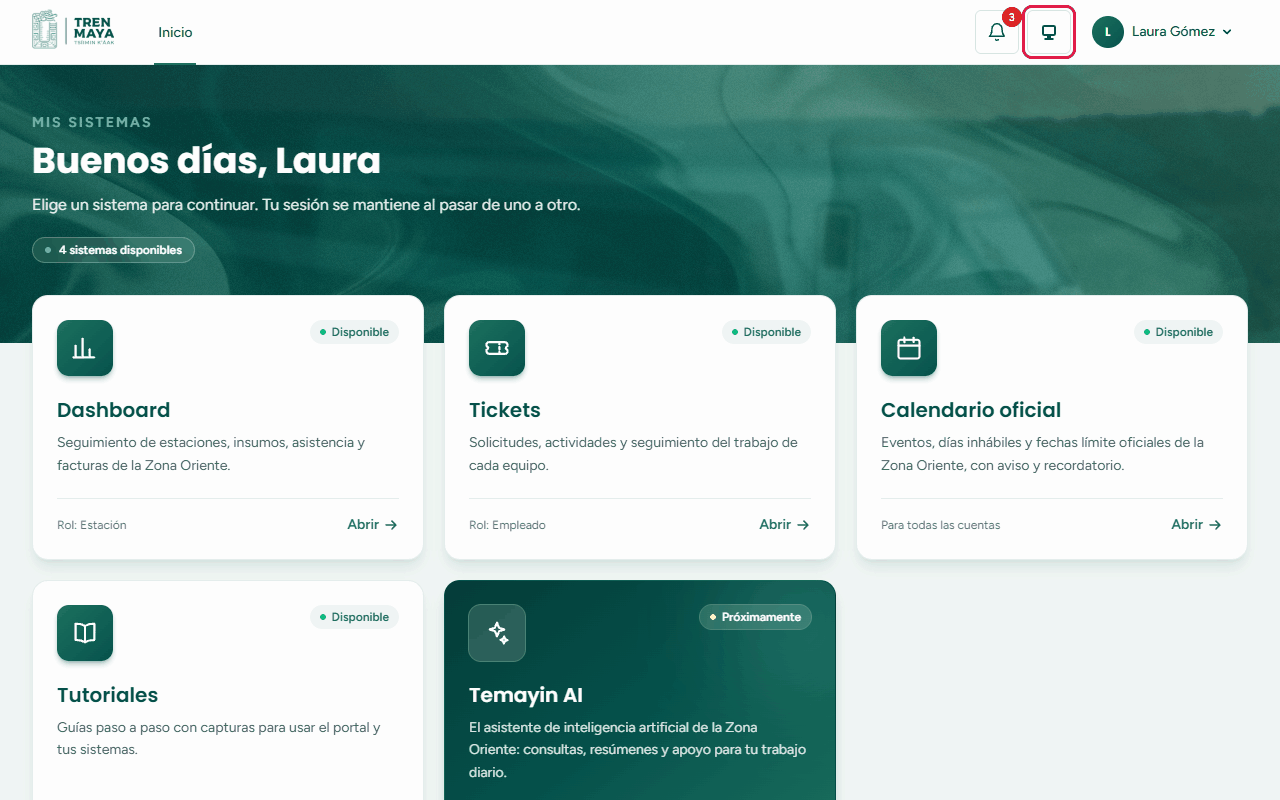 TREN
MAYA
TSÍIMIN K'ÁAK
Inicio
3
L
Laura Gómez
MIS SISTEMAS
Buenos días, Laura
Elige un sistema para continuar. Tu sesión se mantiene al pasar de uno a otro.
4 sistemas disponibles
Disponible
Dashboard
Seguimiento de estaciones, insumos, asistencia y
facturas de la Zona Oriente.
Rol: Estación
Abrir
Disponible
Tickets
Solicitudes, actividades y seguimiento del trabajo de
cada equipo.
Rol: Empleado
Abrir
Disponible
Calendario oficial
Eventos, días inhábiles y fechas límite oficiales de la
Zona Oriente, con aviso y recordatorio.
Para todas las cuentas
Abrir
Disponible
Tutoriales
Guías paso a paso con capturas para usar el portal y
tus sistemas.
Próximamente
Temayin AI
El asistente de inteligencia artificial de la Zona
Oriente: consultas, resúmenes y apoyo para tu trabajo
diario.